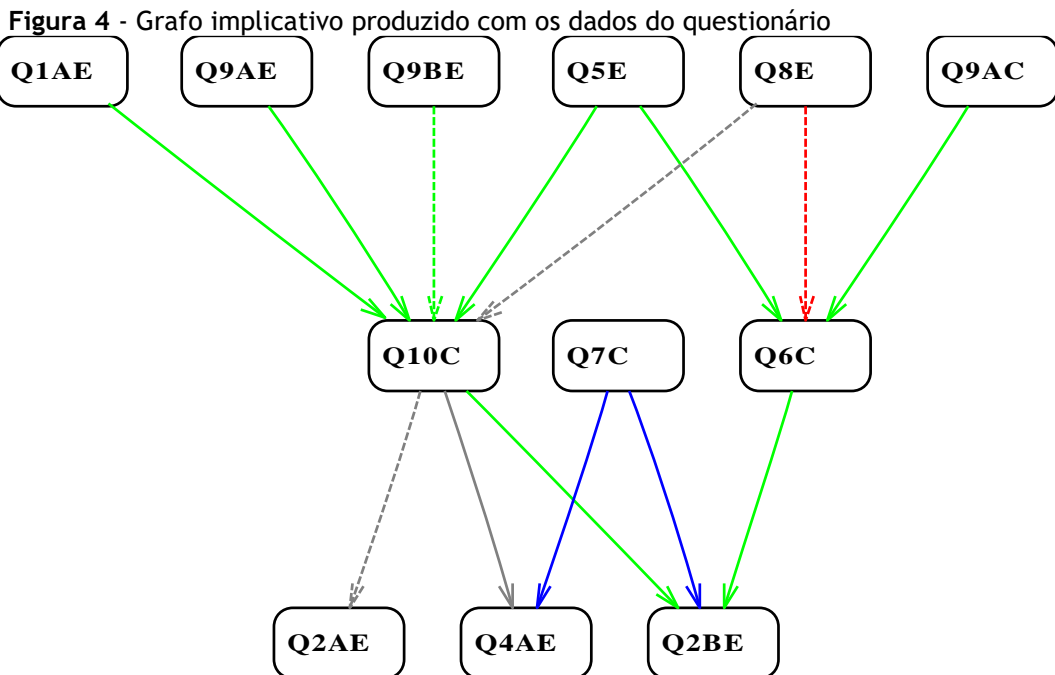 Figura 4 - Grafo implicativo produzido com os dados do questionário
Q1AE Q9AE Q9BE Q5E Q8E Q9AC
Q10C Q7C Q6C
Q2AE Q4AE Q2BE